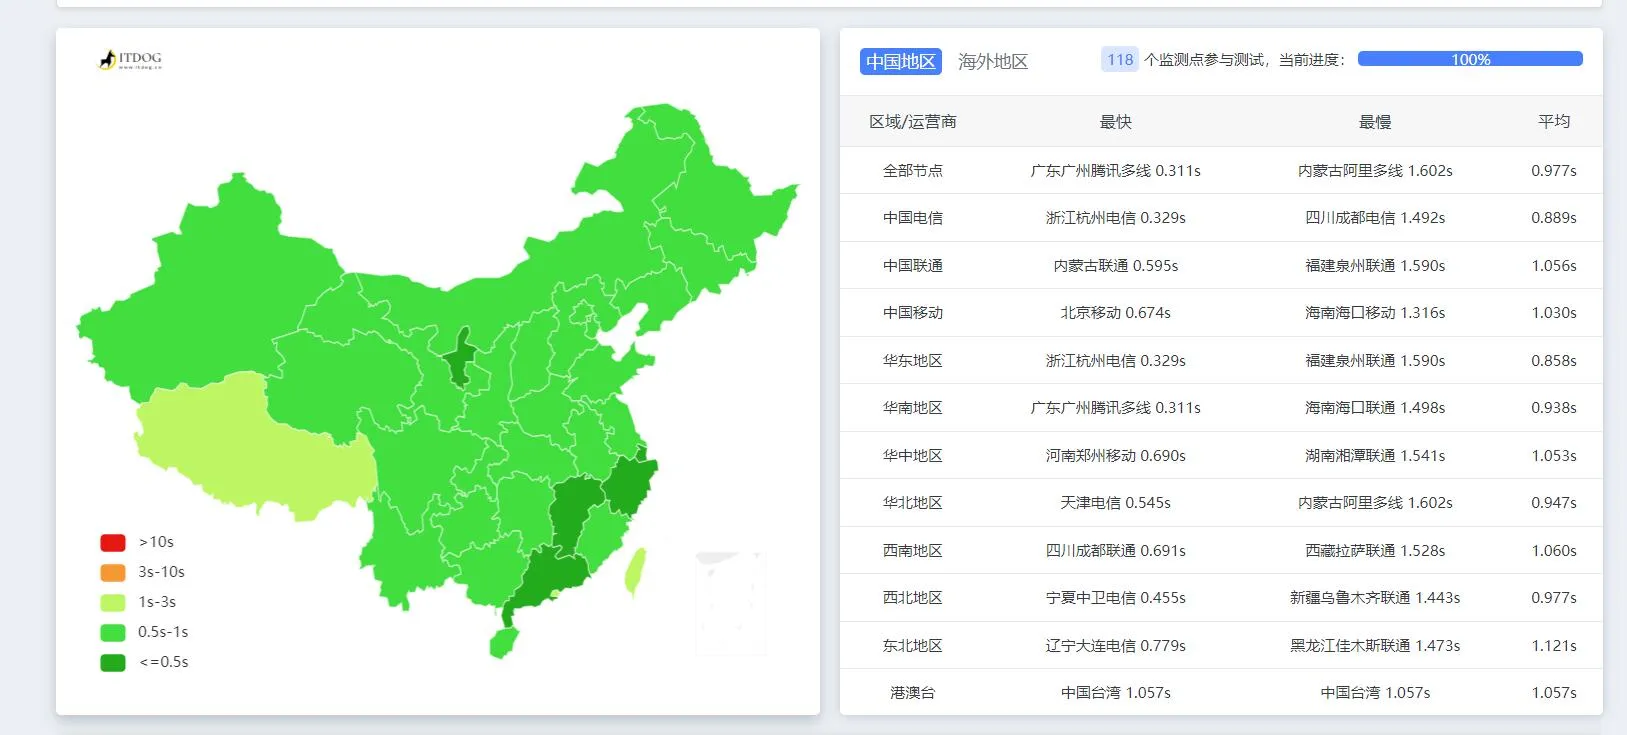 ITDOG
www.itdog.cn
>10s
3s-10s
1s-3s
0.5s-1s
<=0.5s
中国地区 海外地区 118 个监测点参与测试，当前进度： 100%
区域/运营商 最快 最慢 平均
全部节点 广东广州腾讯多线 0.311s 内蒙古阿里多线 1.602s 0.977s
中国电信 浙江杭州电信 0.329s 四川成都电信 1.492s 0.889s
中国联通 内蒙古联通 0.595s 福建泉州联通 1.590s 1.056s
中国移动 北京移动 0.674s 海南海口移动 1.316s 1.030s
华东地区 浙江杭州电信 0.329s 福建泉州联通 1.590s 0.858s
华南地区 广东广州腾讯多线 0.311s 海南海口联通 1.498s 0.938s
华中地区 河南郑州移动 0.690s 湖南湘潭联通 1.541s 1.053s
华北地区 天津电信 0.545s 内蒙古阿里多线 1.602s 0.947s
西南地区 四川成都联通 0.691s 西藏拉萨联通 1.528s 1.060s
西北地区 宁夏中卫电信 0.455s 新疆乌鲁木齐联通 1.443s 0.977s
东北地区 辽宁大连电信 0.779s 黑龙江佳木斯联通 1.473s 1.121s
港澳台 中国台湾 1.057s 中国台湾 1.057s 1.057s